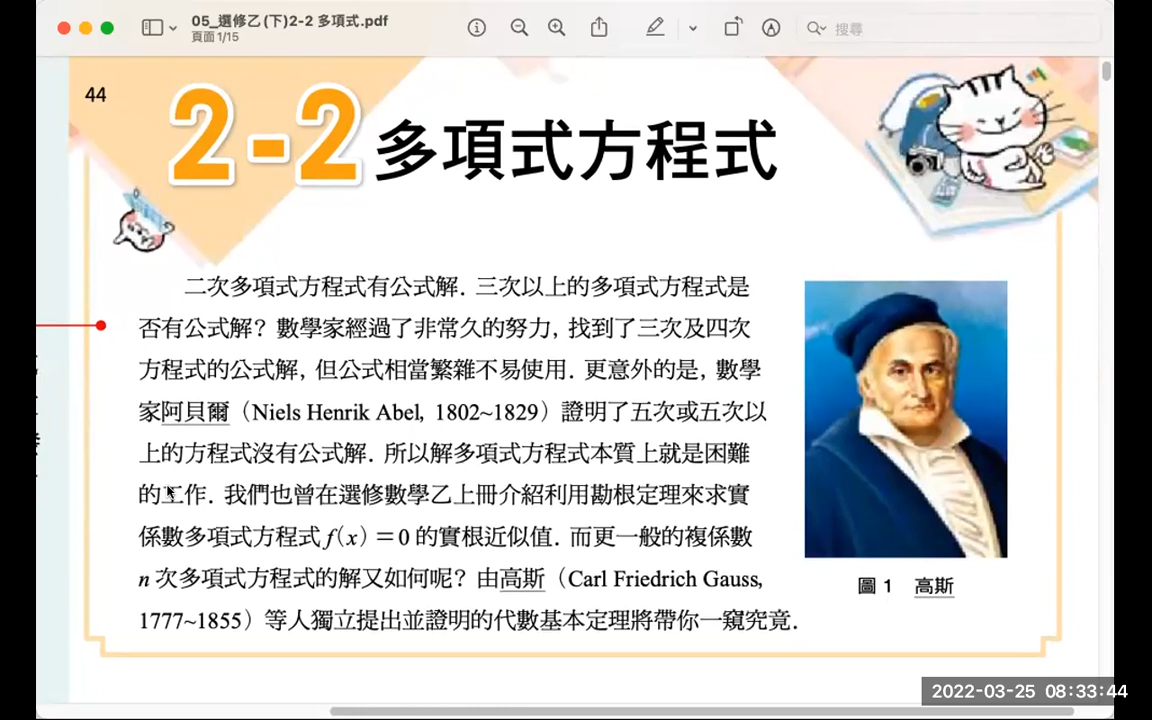 05_選修乙(下)2-2 多項式.pdf
頁面 1/15
搜尋
44
2-2 多項式方程式
二次多項式方程式有公式解. 三次以上的多項式方程式是
否有公式解? 數學家經過了非常久的努力, 找到了三次及四次
方程式的公式解, 但公式相當繁雜不易使用. 更意外的是, 數學
家阿貝爾（Niels Henrik Abel, 1802~1829）證明了五次或五次以
上的方程式沒有公式解. 所以解多項式方程式本質上就是困難
的工作. 我們也曾在選修數學乙上冊介紹利用勘根定理來求實
係數多項式方程式 f(x)＝0 的實根近似值. 而更一般的複係數
n 次多項式方程式的解又如何呢? 由高斯（Carl Friedrich Gauss,
1777~1855）等人獨立提出並證明的代數基本定理將帶你一窺究竟.
圖 1 高斯
2022-03-25 08:33:44